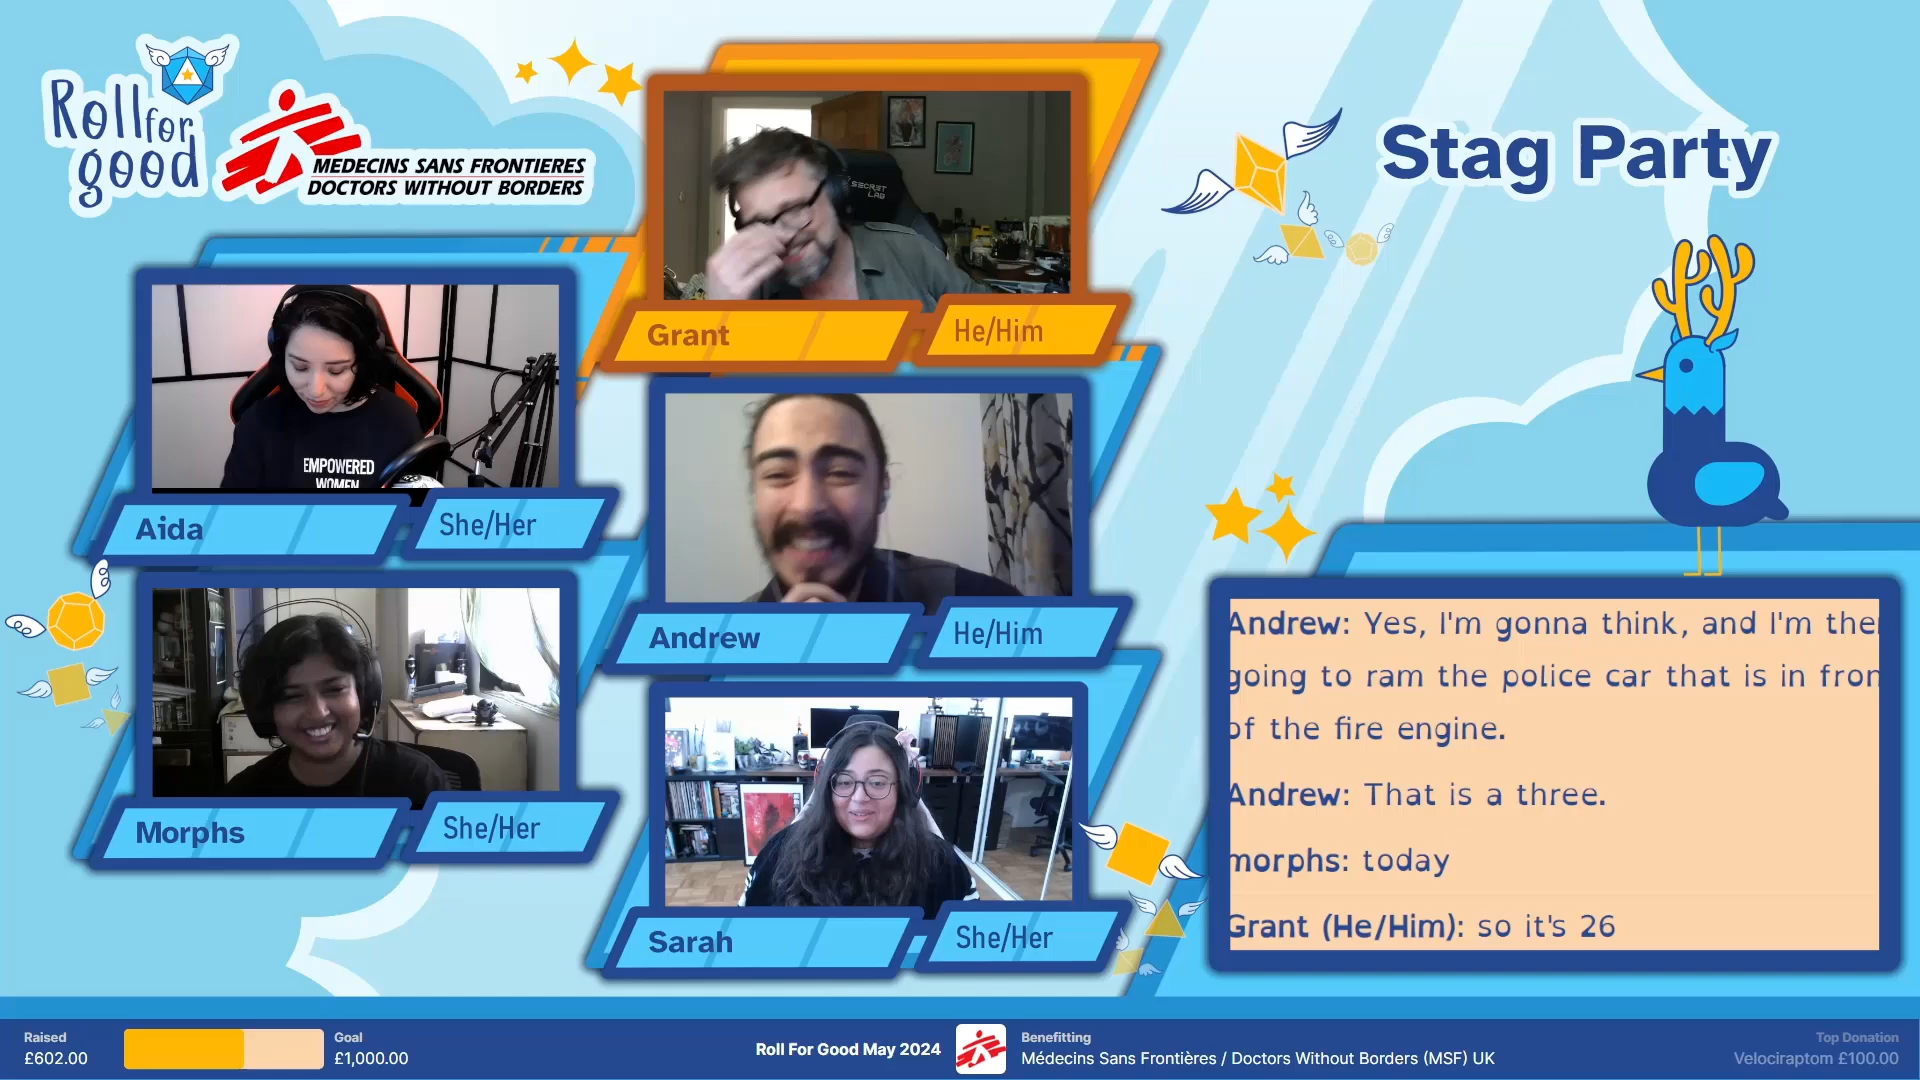 Roll for
good
MEDECINS SANS FRONTIERES
DOCTORS WITHOUT BORDERS
Stag Party
SECRET
LAB
Grant
He/Him
EMPOWERED
WOMEN
Aida
She/Her
Andrew
He/Him
Morphs
She/Her
Sarah
She/Her
Andrew: Yes, I'm gonna think, and I'm then
going to ram the police car that is in fron
of the fire engine.
Andrew: That is a three.
morphs: today
Grant (He/Him): so it's 26
Raised
£602.00
Goal
£1,000.00
Roll For Good May 2024
Benefitting
Médecins Sans Frontières / Doctors Without Borders (MSF) UK
Top Donation
Velociraptom £100.00